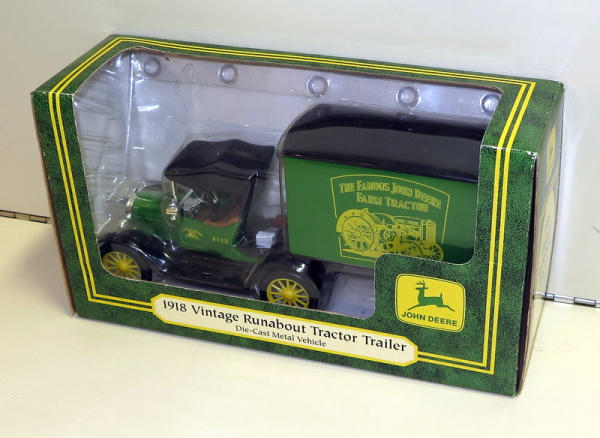 THE FAMOUS JOHN DEERE
FARM TRACTOR
JOHN DEERE
1918 Vintage Runabout Tractor Trailer
Die-Cast Metal Vehicle